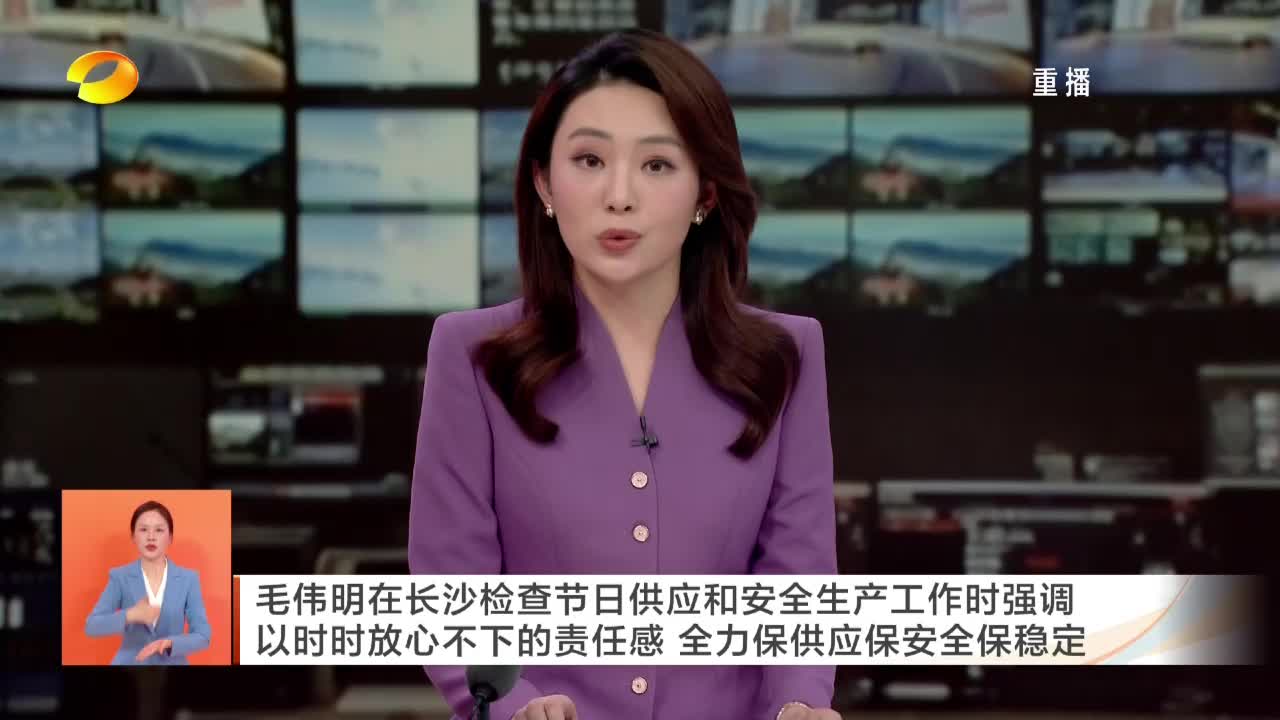 重播
毛伟明在长沙检查节日供应和安全生产工作时强调
以时时放心不下的责任感 全力保供应保安全保稳定